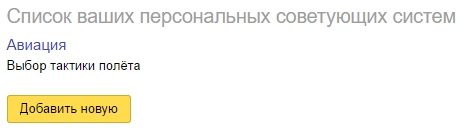 Список ваших персональных советующих систем
Авиация
Выбор тактики полёта
Добавить новую